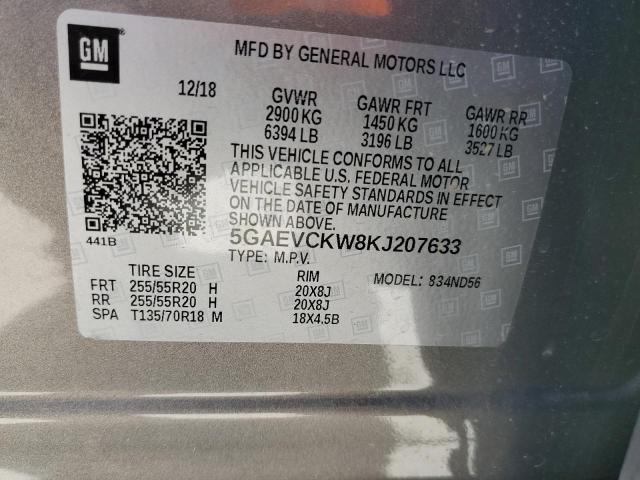 GM
MFD BY GENERAL MOTORS LLC
12/18
GVWR
2900 KG
6394 LB
GAWR FRT
1450 KG
3196 LB
GAWR RR
1600 KG
3527 LB
THIS VEHICLE CONFORMS TO ALL
APPLICABLE U.S. FEDERAL MOTOR
VEHICLE SAFETY STANDARDS IN EFFECT
ON THE DATE OF MANUFACTURE
SHOWN ABOVE.
441B
5GAEVCKW8KJ207633
TYPE: M.P.V.
MODEL: 834ND56
TIRE SIZE RIM
FRT 255/55R20 H 20X8J
RR 255/55R20 H 20X8J
SPA T135/70R18 M 18X4.5B